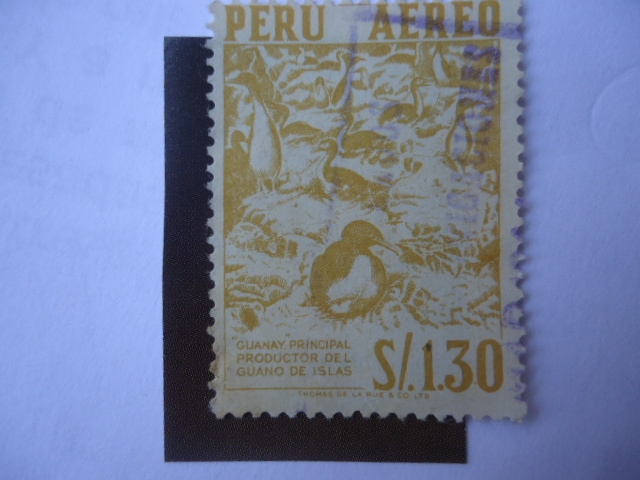 PERU AEREO
GUANAY PRINCIPAL
PRODUCTOR DEL
GUANO DE ISLAS
S/.1.30
THOMAS DE LA RUE & CO. LTD.